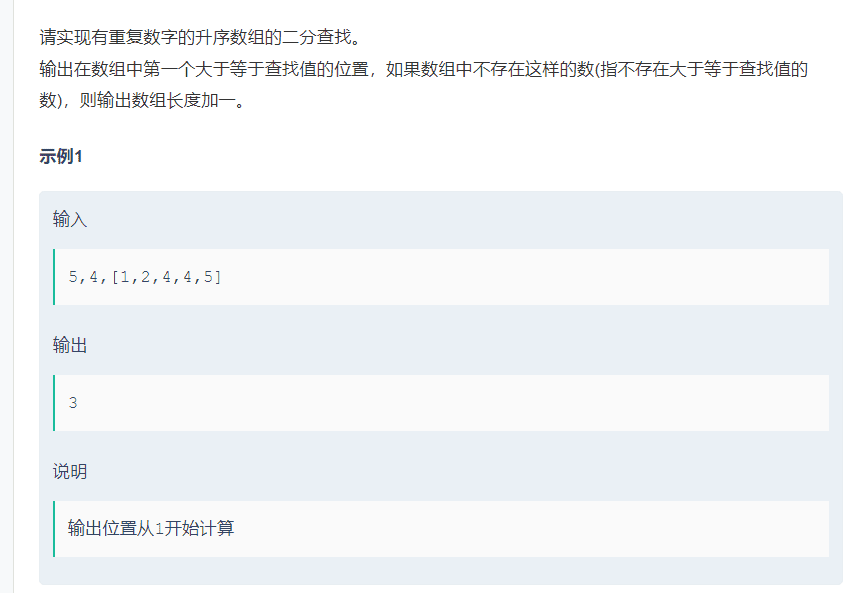 请实现有重复数字的升序数组的二分查找。
输出在数组中第一个大于等于查找值的位置，如果数组中不存在这样的数(指不存在大于等于查找值的
数)，则输出数组长度加一。
示例1
输入
5,4,[1,2,4,4,5]
输出
3
说明
输出位置从1开始计算